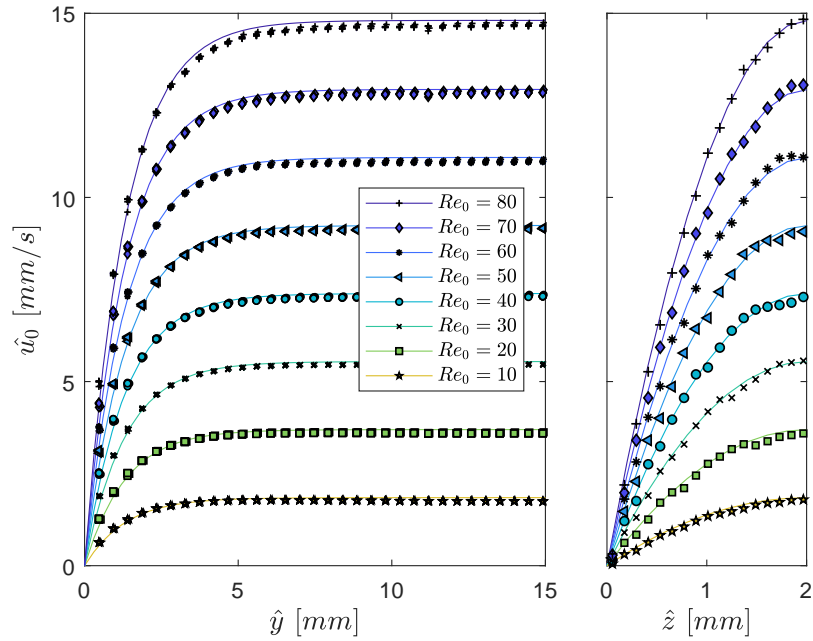 15
10
5
0
û₀ [mm/s]
Re₀ = 80
Re₀ = 70
Re₀ = 60
Re₀ = 50
Re₀ = 40
Re₀ = 30
Re₀ = 20
Re₀ = 10
0 5 10 15
0 1 2
ŷ [mm]
ẑ [mm]